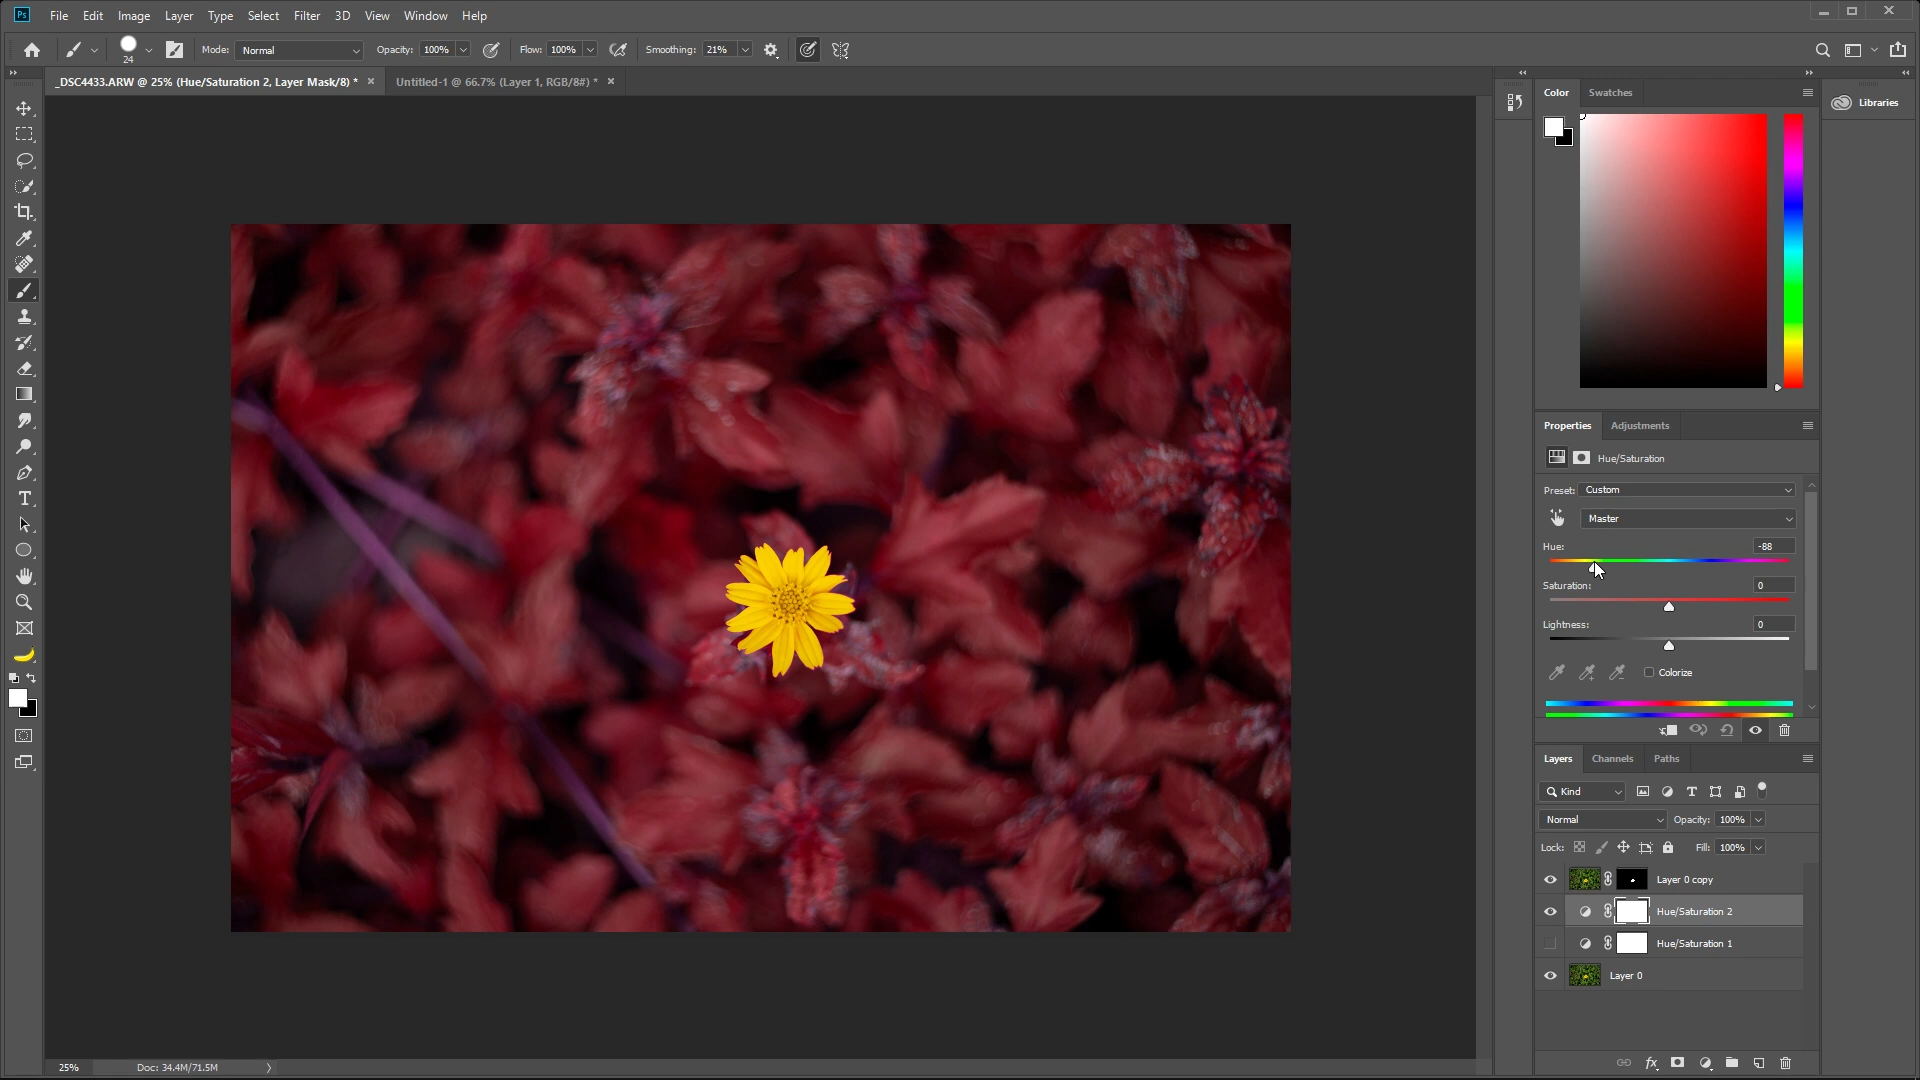 Ps File Edit Image Layer Type Select Filter 3D View Window Help
24 Mode: Normal Opacity: 100% Flow: 100% Smoothing: 21%
_DSC4433.ARW @ 25% (Hue/Saturation 2, Layer Mask/8) * × Untitled-1 @ 66.7% (Layer 1, RGB/8#) * ×
Color Swatches
Libraries
Properties Adjustments
Hue/Saturation
Preset: Custom
Master
Hue: -88
Saturation: 0
Lightness: 0
Colorize
Layers Channels Paths
Kind
Normal Opacity: 100%
Lock: Fill: 100%
Layer 0 copy
Hue/Saturation 2
Hue/Saturation 1
Layer 0
fx
25% Doc: 34.4M/71.5M